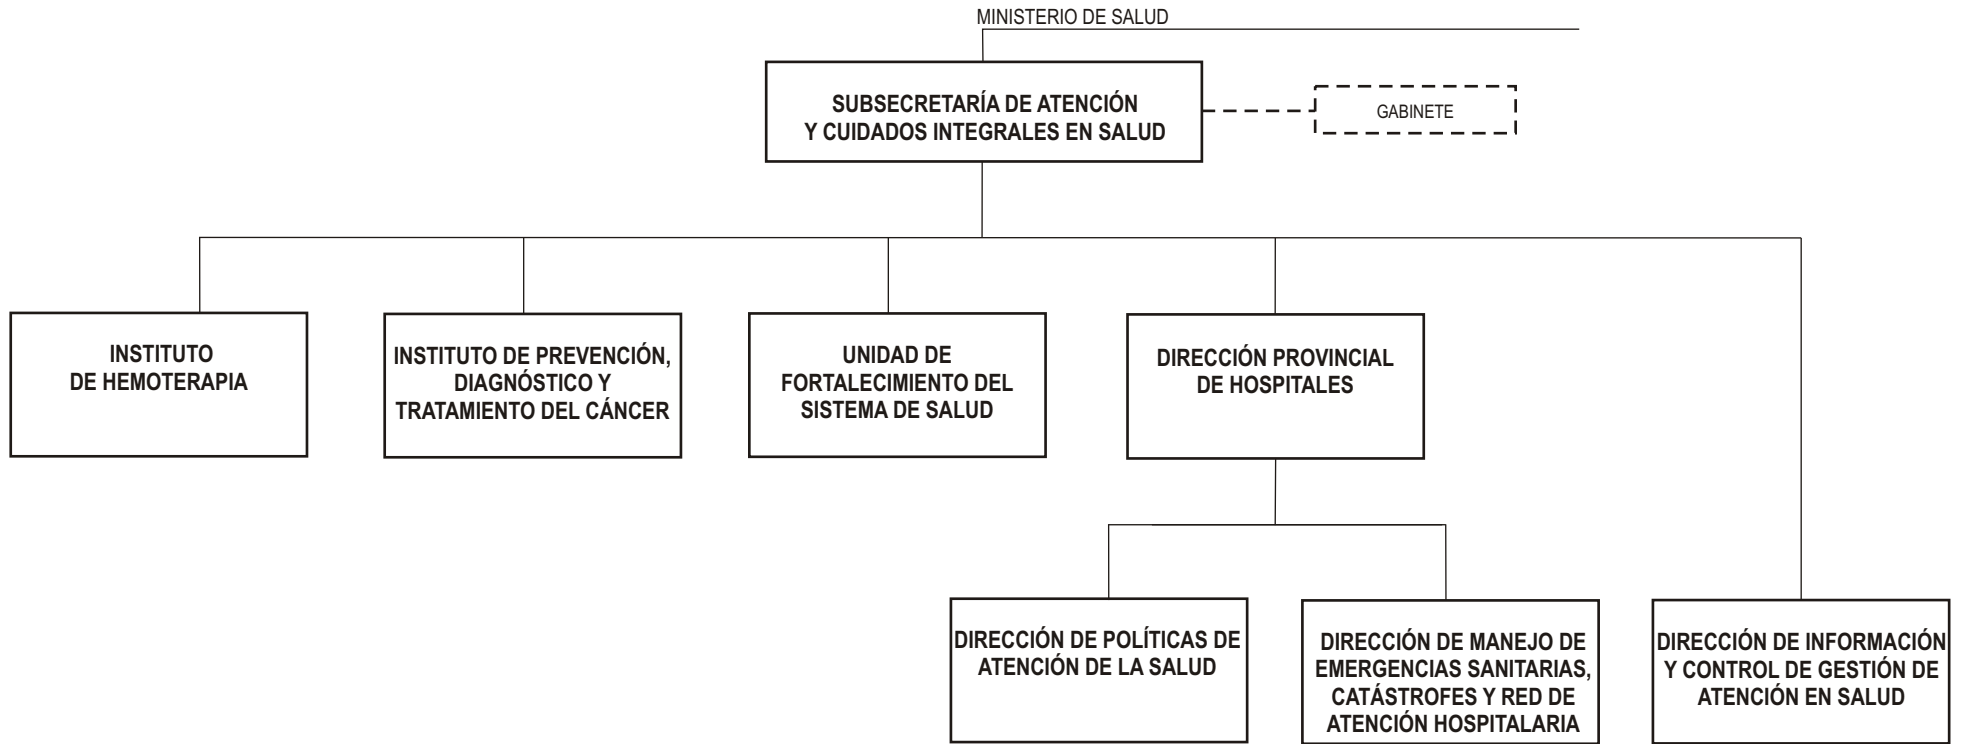 MINISTERIO DE SALUD
SUBSECRETARÍA DE ATENCIÓN
Y CUIDADOS INTEGRALES EN SALUD
GABINETE
INSTITUTO
DE HEMOTERAPIA
INSTITUTO DE PREVENCIÓN,
DIAGNÓSTICO Y
TRATAMIENTO DEL CÁNCER
UNIDAD DE
FORTALECIMIENTO DEL
SISTEMA DE SALUD
DIRECCIÓN PROVINCIAL
DE HOSPITALES
DIRECCIÓN DE POLÍTICAS DE
ATENCIÓN DE LA SALUD
DIRECCIÓN DE MANEJO DE
EMERGENCIAS SANITARIAS,
CATÁSTROFES Y RED DE
ATENCIÓN HOSPITALARIA
DIRECCIÓN DE INFORMACIÓN
Y CONTROL DE GESTIÓN DE
ATENCIÓN EN SALUD